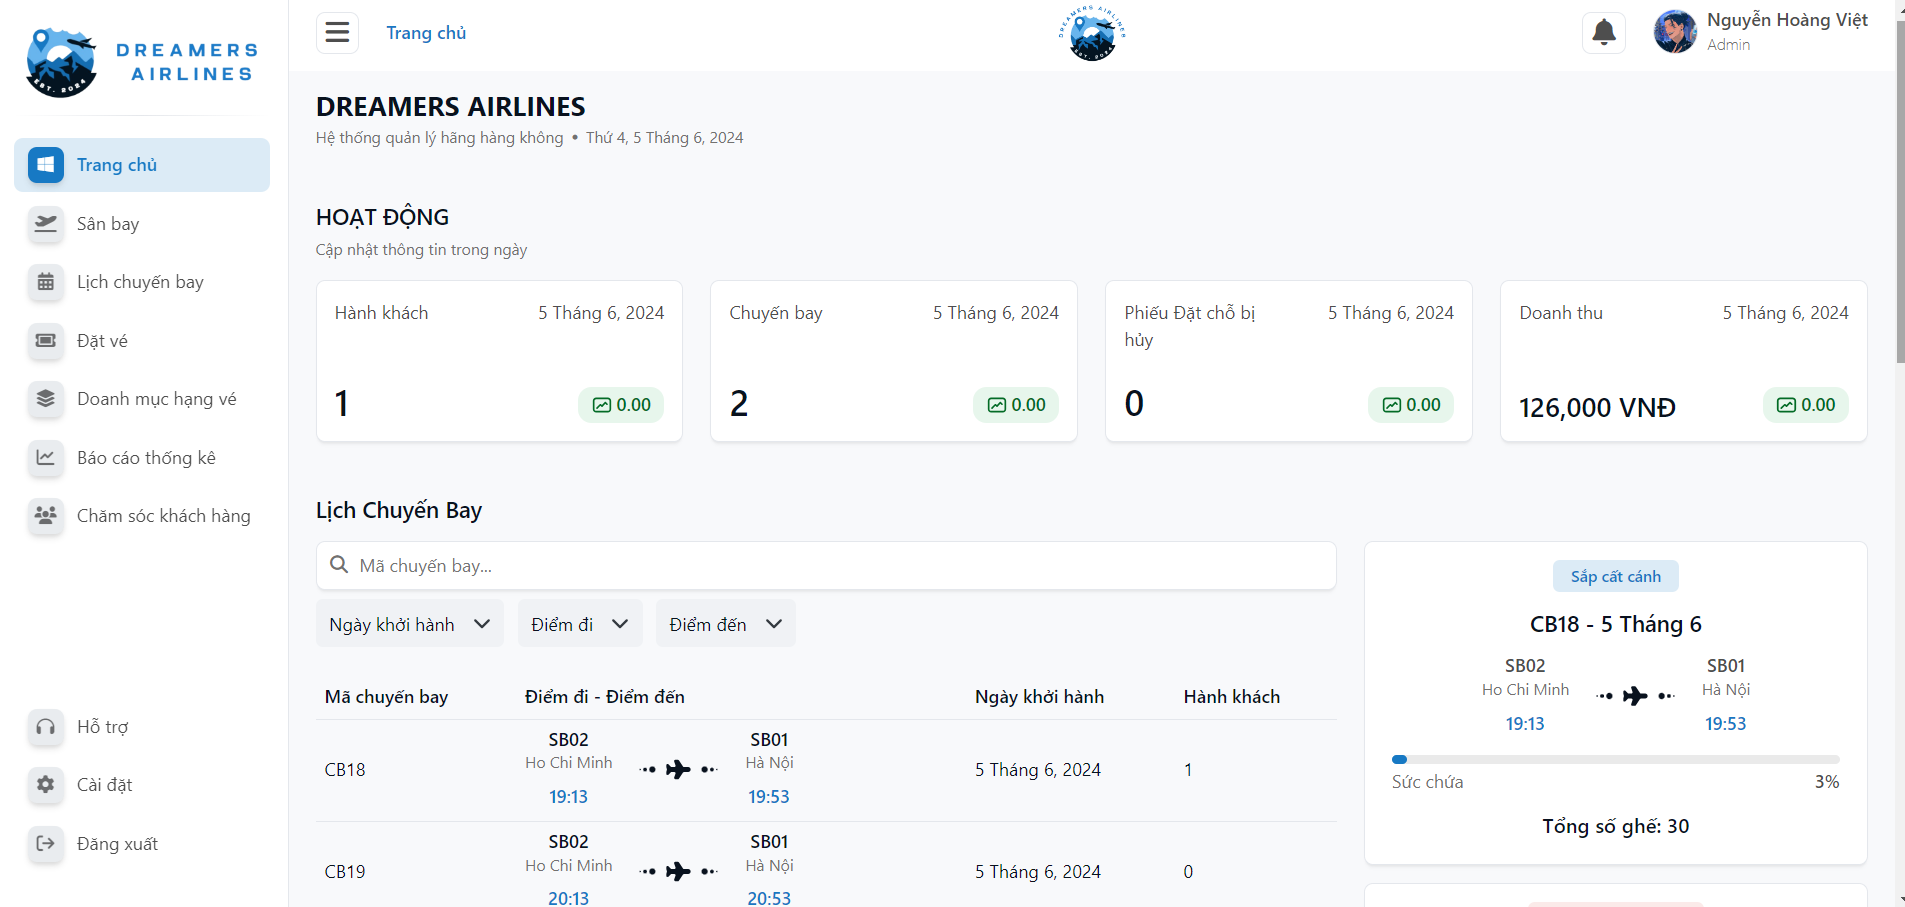 DREAMERS
AIRLINES
EST. 2024
Trang chủ
Sân bay
Lịch chuyến bay
Đặt vé
Doanh mục hạng vé
Báo cáo thống kê
Chăm sóc khách hàng
Hỗ trợ
Cài đặt
Đăng xuất
Trang chủ
DREAMERS AIRLINES
EST. 2024
Nguyễn Hoàng Việt
Admin
DREAMERS AIRLINES
Hệ thống quản lý hãng hàng không • Thứ 4, 5 Tháng 6, 2024
HOẠT ĐỘNG
Cập nhật thông tin trong ngày
Hành khách 5 Tháng 6, 2024
1 0.00
Chuyến bay 5 Tháng 6, 2024
2 0.00
Phiếu Đặt chỗ bị 5 Tháng 6, 2024
hủy
0 0.00
Doanh thu 5 Tháng 6, 2024
126,000 VNĐ 0.00
Lịch Chuyến Bay
Mã chuyến bay...
Ngày khởi hành Điểm đi Điểm đến
Mã chuyến bay Điểm đi - Điểm đến Ngày khởi hành Hành khách
SB02 SB01
Ho Chi Minh Hà Nội
CB18 5 Tháng 6, 2024 1
19:13 19:53
SB02 SB01
Ho Chi Minh Hà Nội
CB19 5 Tháng 6, 2024 0
20:13 20:53
Sắp cất cánh
CB18 - 5 Tháng 6
SB02 SB01
Ho Chi Minh Hà Nội
19:13 19:53
Sức chứa 3%
Tổng số ghế: 30